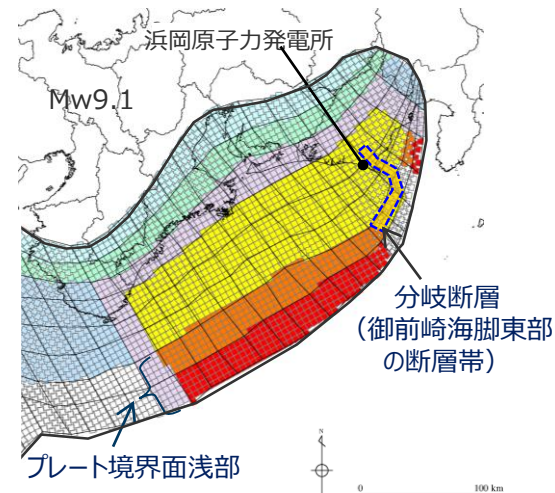 浜岡原子力発電所
Mw9.1
分岐断層
（御前崎海脚東部
の断層帯）
プレート境界面浅部
N
0 100 km